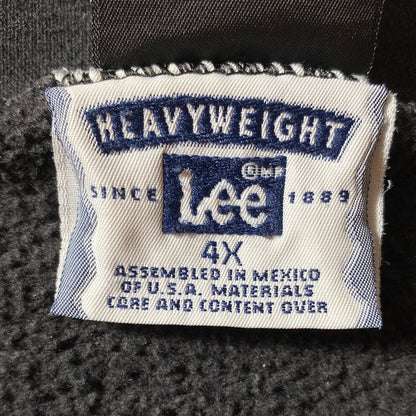 HEAVYWEIGHT
SINCE Lee 1889
4X
ASSEMBLED IN MEXICO
OF U.S.A. MATERIALS
CARE AND CONTENT OVER